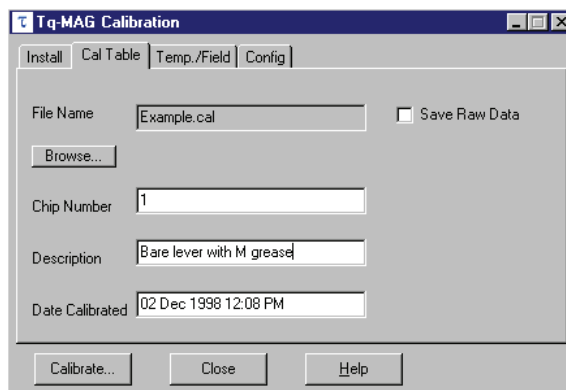 τ Tq-MAG Calibration
Install Cal Table Temp./Field Config
File Name Example.cal Save Raw Data
Browse...
Chip Number 1
Description Bare lever with M grease
Date Calibrated 02 Dec 1998 12:08 PM
Calibrate... Close Help